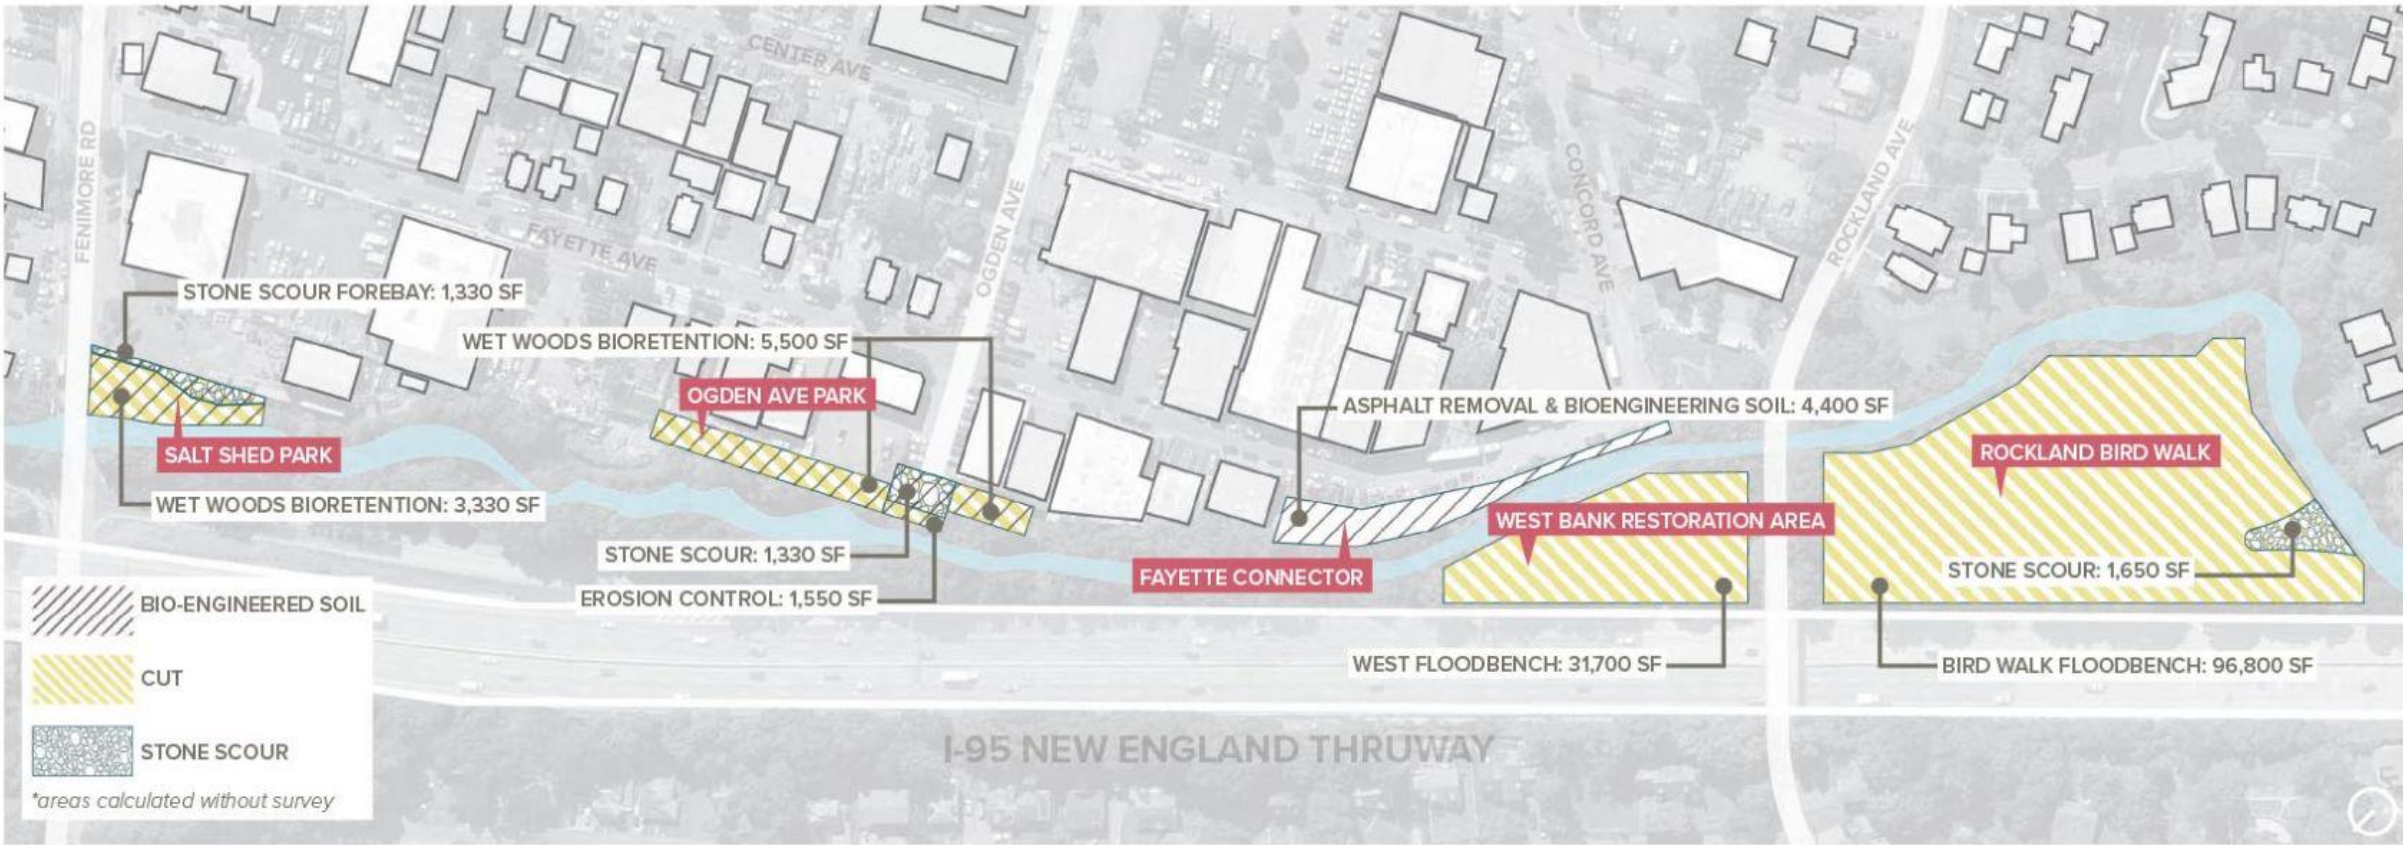 CENTER AVE
FENIMORE RD
FAYETTE AVE
OGDEN AVE
CONCORD AVE
ROCKLAND AVE
STONE SCOUR FOREBAY: 1,330 SF
WET WOODS BIORETENTION: 5,500 SF
OGDEN AVE PARK
ASPHALT REMOVAL & BIOENGINEERING SOIL: 4,400 SF
SALT SHED PARK
ROCKLAND BIRD WALK
WET WOODS BIORETENTION: 3,330 SF
WEST BANK RESTORATION AREA
STONE SCOUR: 1,330 SF
FAYETTE CONNECTOR
STONE SCOUR: 1,650 SF
EROSION CONTROL: 1,550 SF
WEST FLOODBENCH: 31,700 SF
BIRD WALK FLOODBENCH: 96,800 SF
BIO-ENGINEERED SOIL
CUT
STONE SCOUR
*areas calculated without survey
I-95 NEW ENGLAND THRUWAY